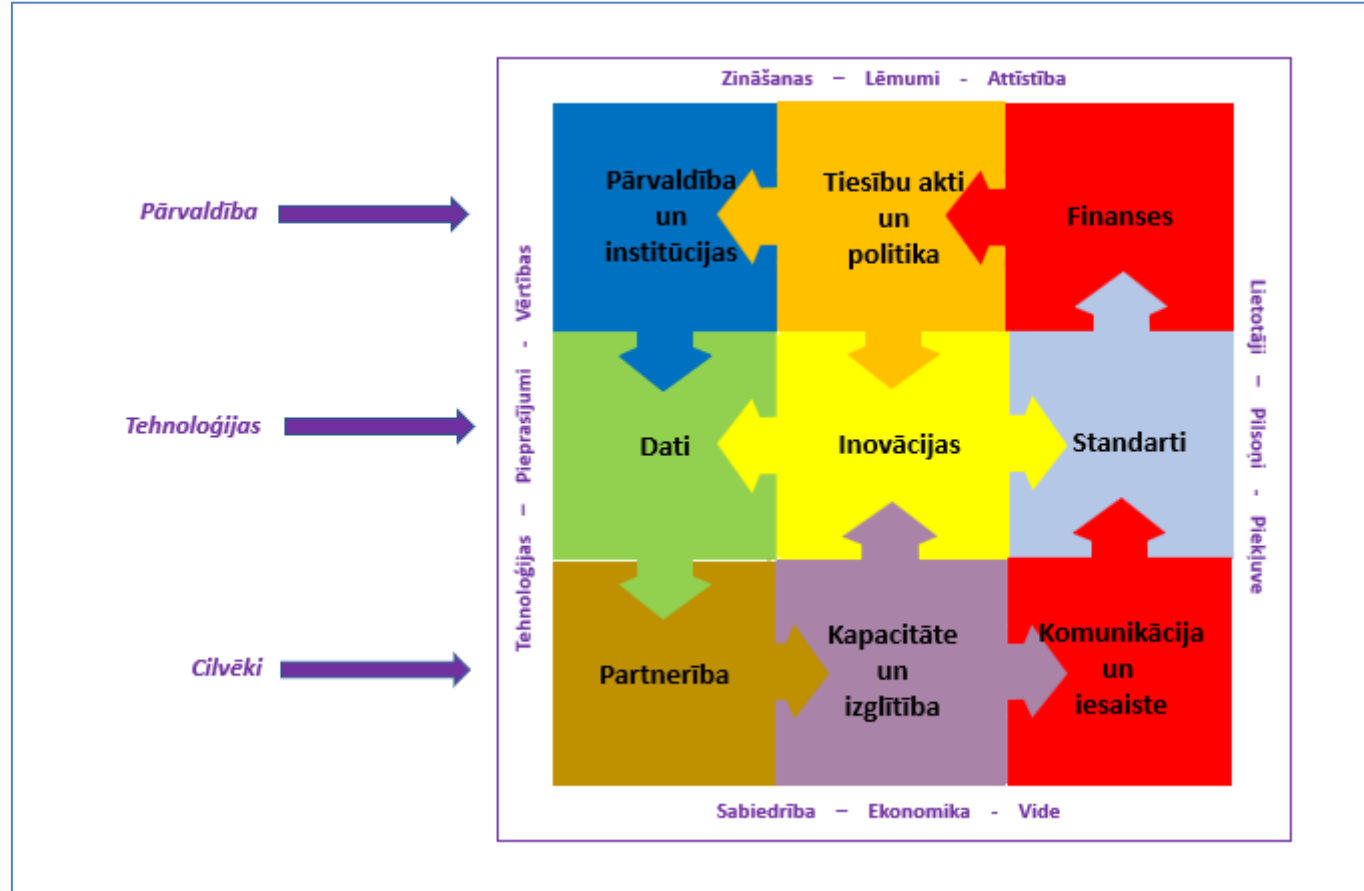 Zināšanas – Lēmumi - Attīstība
Pārvaldība
Pārvaldība
un
institūcijas
Tiesību akti
un
politika
Finanses
Tehnoloģijas – Pieprasījumi - Vērtības
Lietotāji – Pilsoņi - Piekļuve
Tehnoloģijas
Dati
Inovācijas
Standarti
Cilvēki
Partnerība
Kapacitāte
un
izglītība
Komunikācija
un
iesaiste
Sabiedrība – Ekonomika - Vide